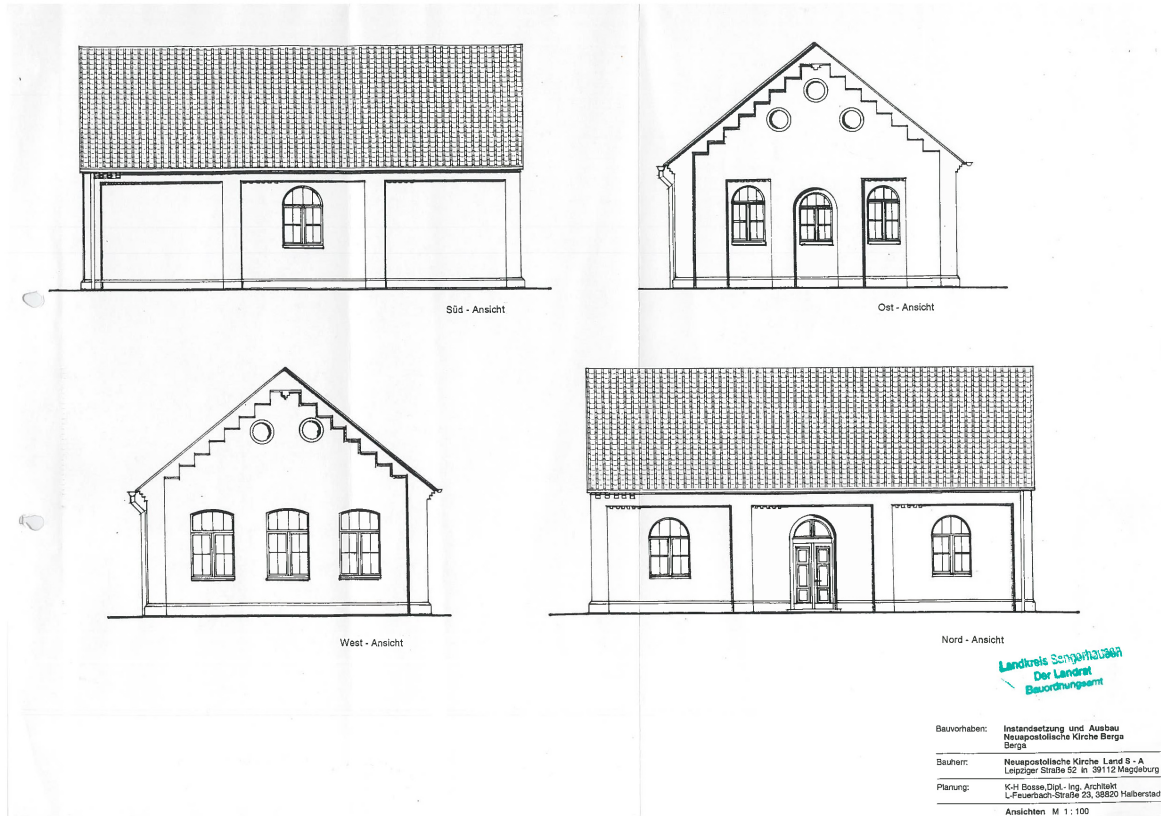 Süd - Ansicht
Ost - Ansicht
West - Ansicht
Nord - Ansicht
Landkreis Sangerhausen
Der Landrat
Bauordnungsamt
Bauvorhaben: Instandsetzung und Ausbau
Neuapostolische Kirche Berga
Berga
Bauherr: Neuapostolische Kirche Land S - A
Leipziger Straße 52 in 39112 Magdeburg
Planung: K-H Bosse,Dipl.- Ing. Architekt
L-Feuerbach-Straße 23, 38820 Halberstad
Ansichten M 1 : 100